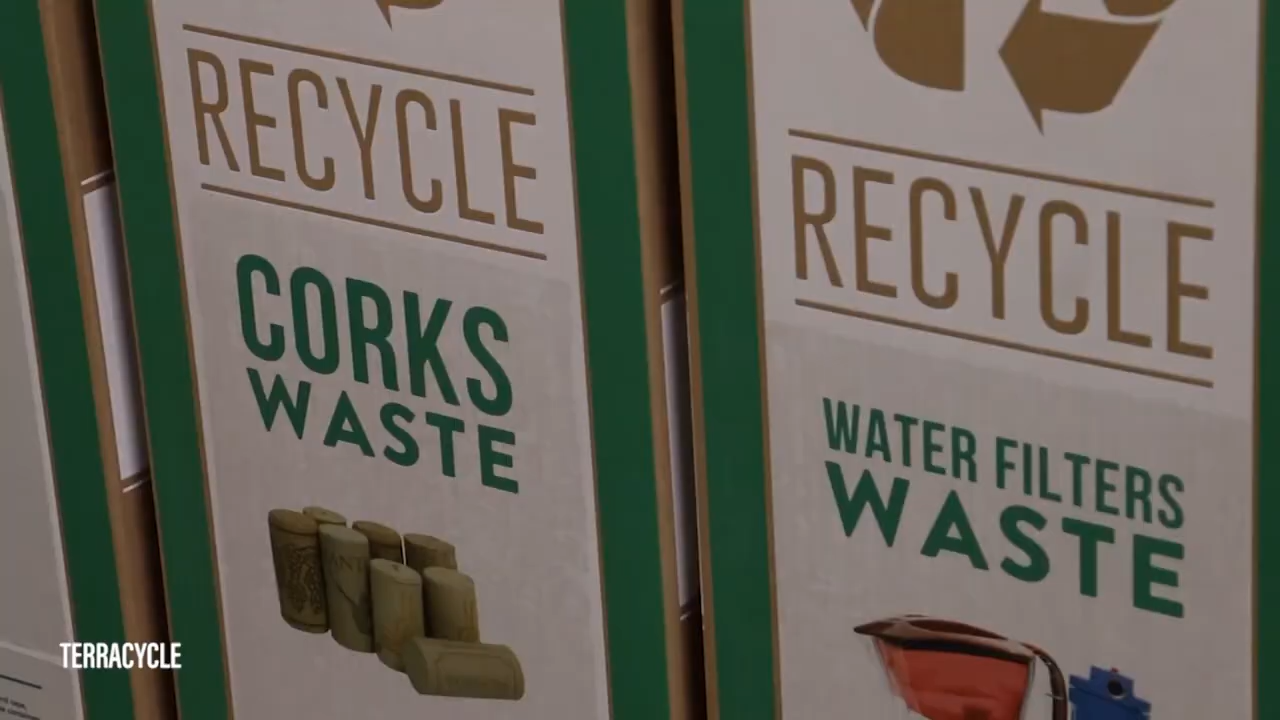 RECYCLE
CORKS
WASTE
RECYCLE
WATER FILTERS
WASTE
TERRACYCLE